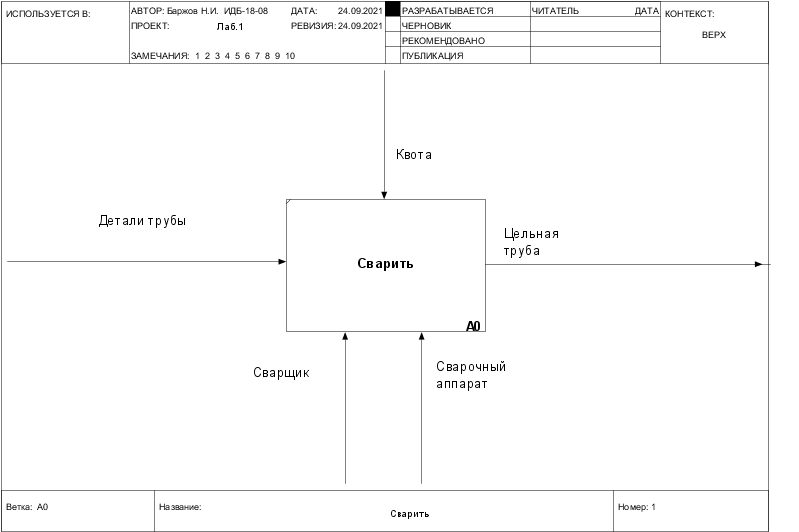 ИСПОЛЬЗУЕТСЯ В:
АВТОР: Баржов Н.И. ИДБ-18-08
ДАТА: 24.09.2021
ПРОЕКТ: Лаб.1
РЕВИЗИЯ: 24.09.2021
ЗАМЕЧАНИЯ: 1 2 3 4 5 6 7 8 9 10
РАЗРАБАТЫВАЕТСЯ
ЧЕРНОВИК
РЕКОМЕНДОВАНО
ПУБЛИКАЦИЯ
ЧИТАТЕЛЬ ДАТА
КОНТЕКСТ:
ВЕРХ
Квота
Детали трубы
Цельная
труба
Сварить
A0
Сварщик
Сварочный
аппарат
Ветка: A0
Название:
Сварить
Номер: 1